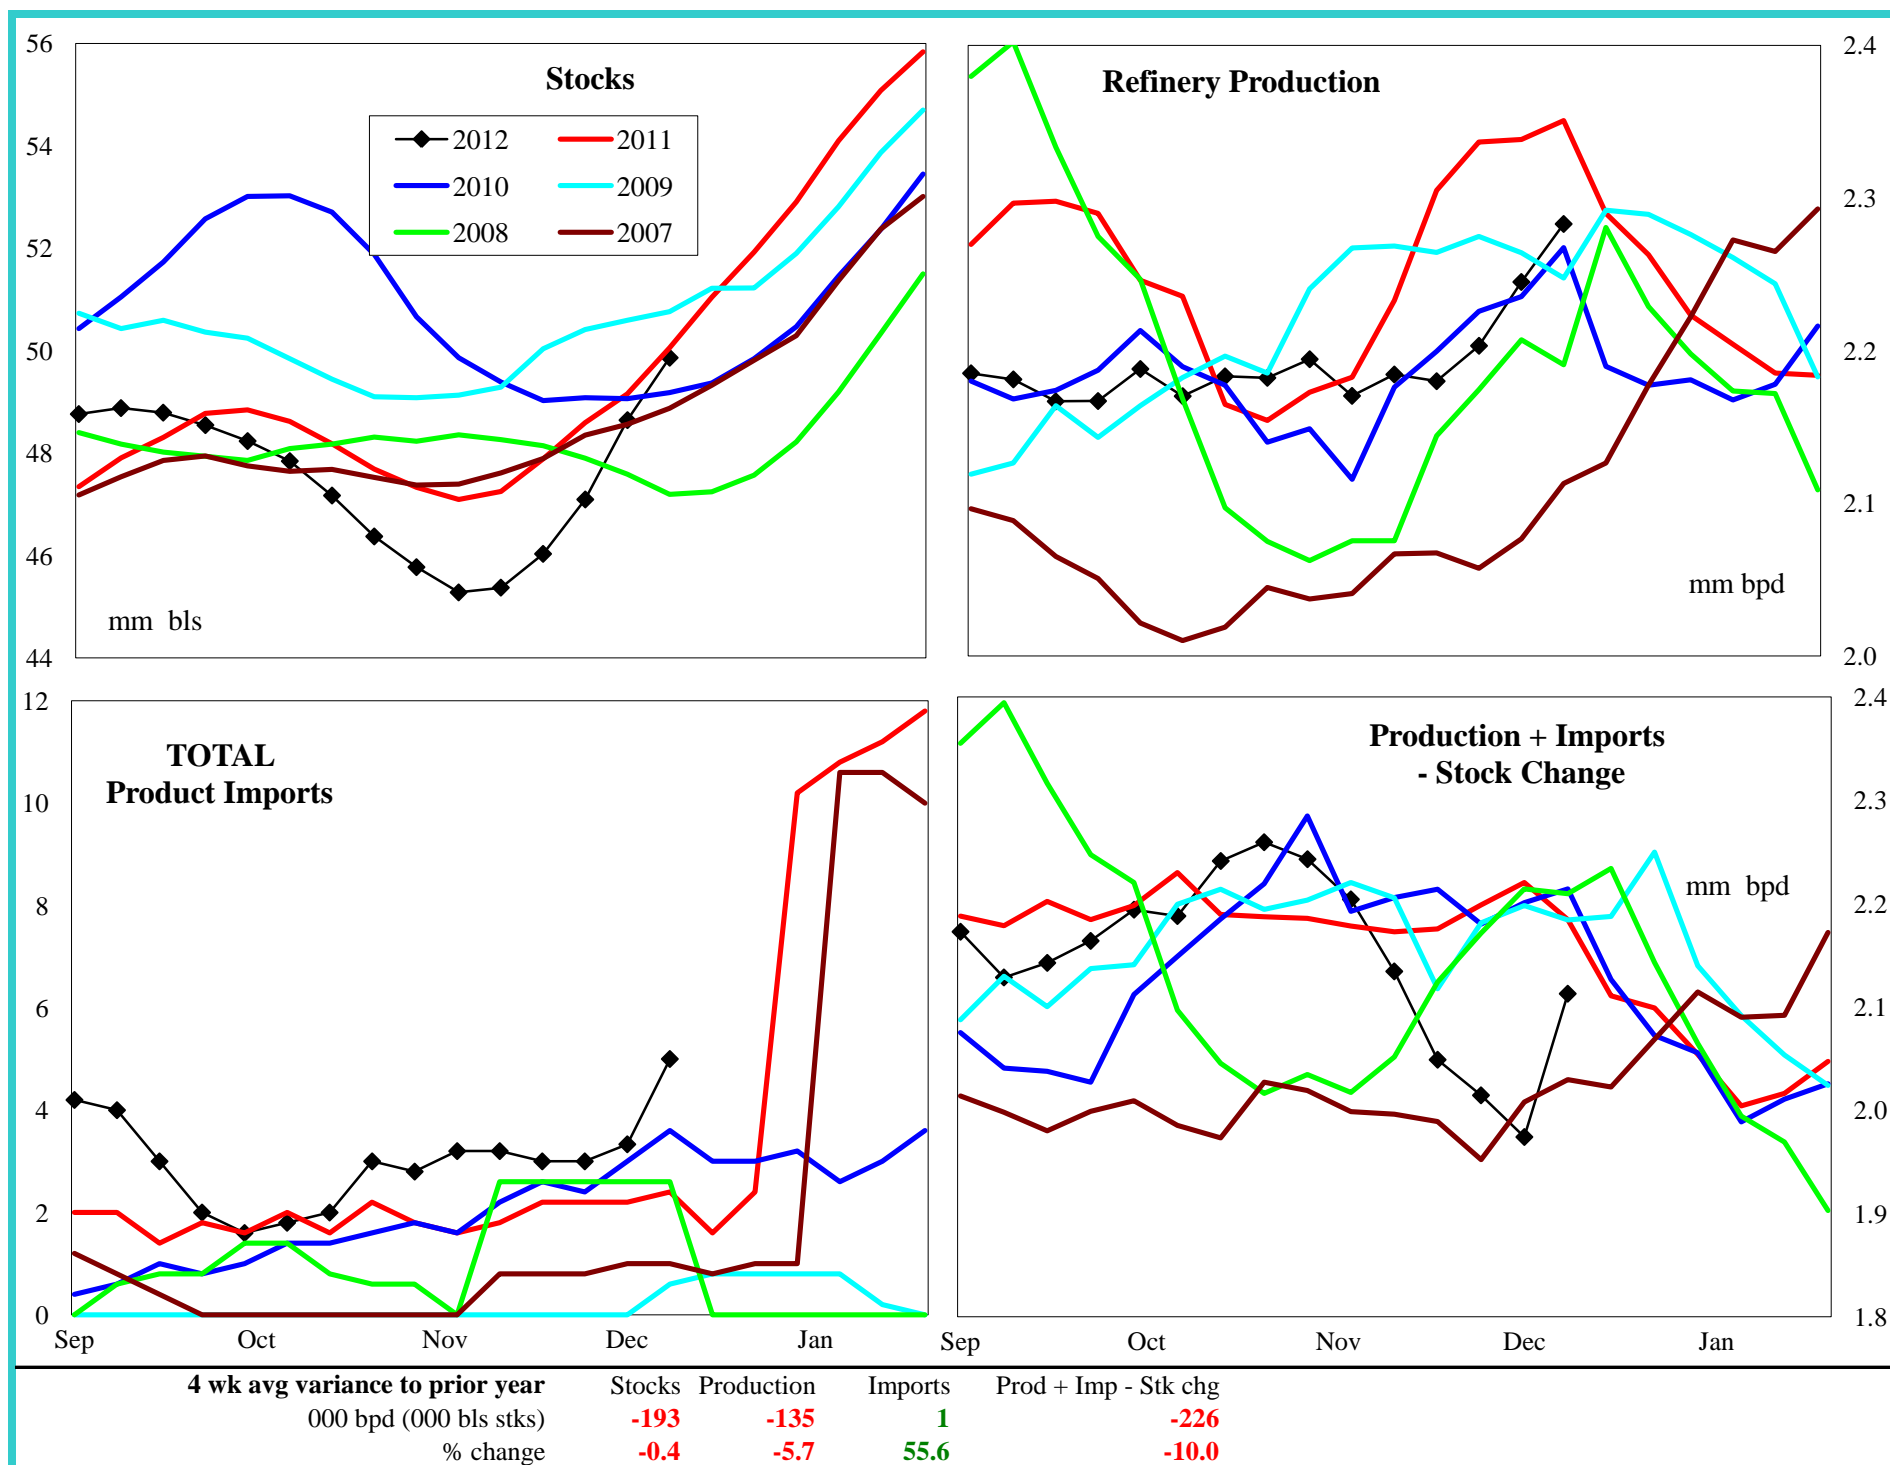 56
54
52
50
48
46
44
Stocks
2012 2011
2010 2009
2008 2007
mm bls
Refinery Production
mm bpd
2.4
2.3
2.2
2.1
2.0
12
10
8
6
4
2
0
TOTAL
Product Imports
Sep Oct Nov Dec Jan
Production + Imports
- Stock Change
mm bpd
2.4
2.3
2.2
2.1
2.0
1.9
1.8
Sep Oct Nov Dec Jan
4 wk avg variance to prior year Stocks Production Imports Prod + Imp - Stk chg
000 bpd (000 bls stks) -193 -135 1 -226
% change -0.4 -5.7 55.6 -10.0